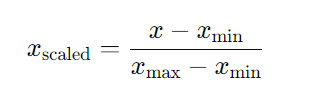 x_scaled = (x − x_min) / (x_max − x_min)